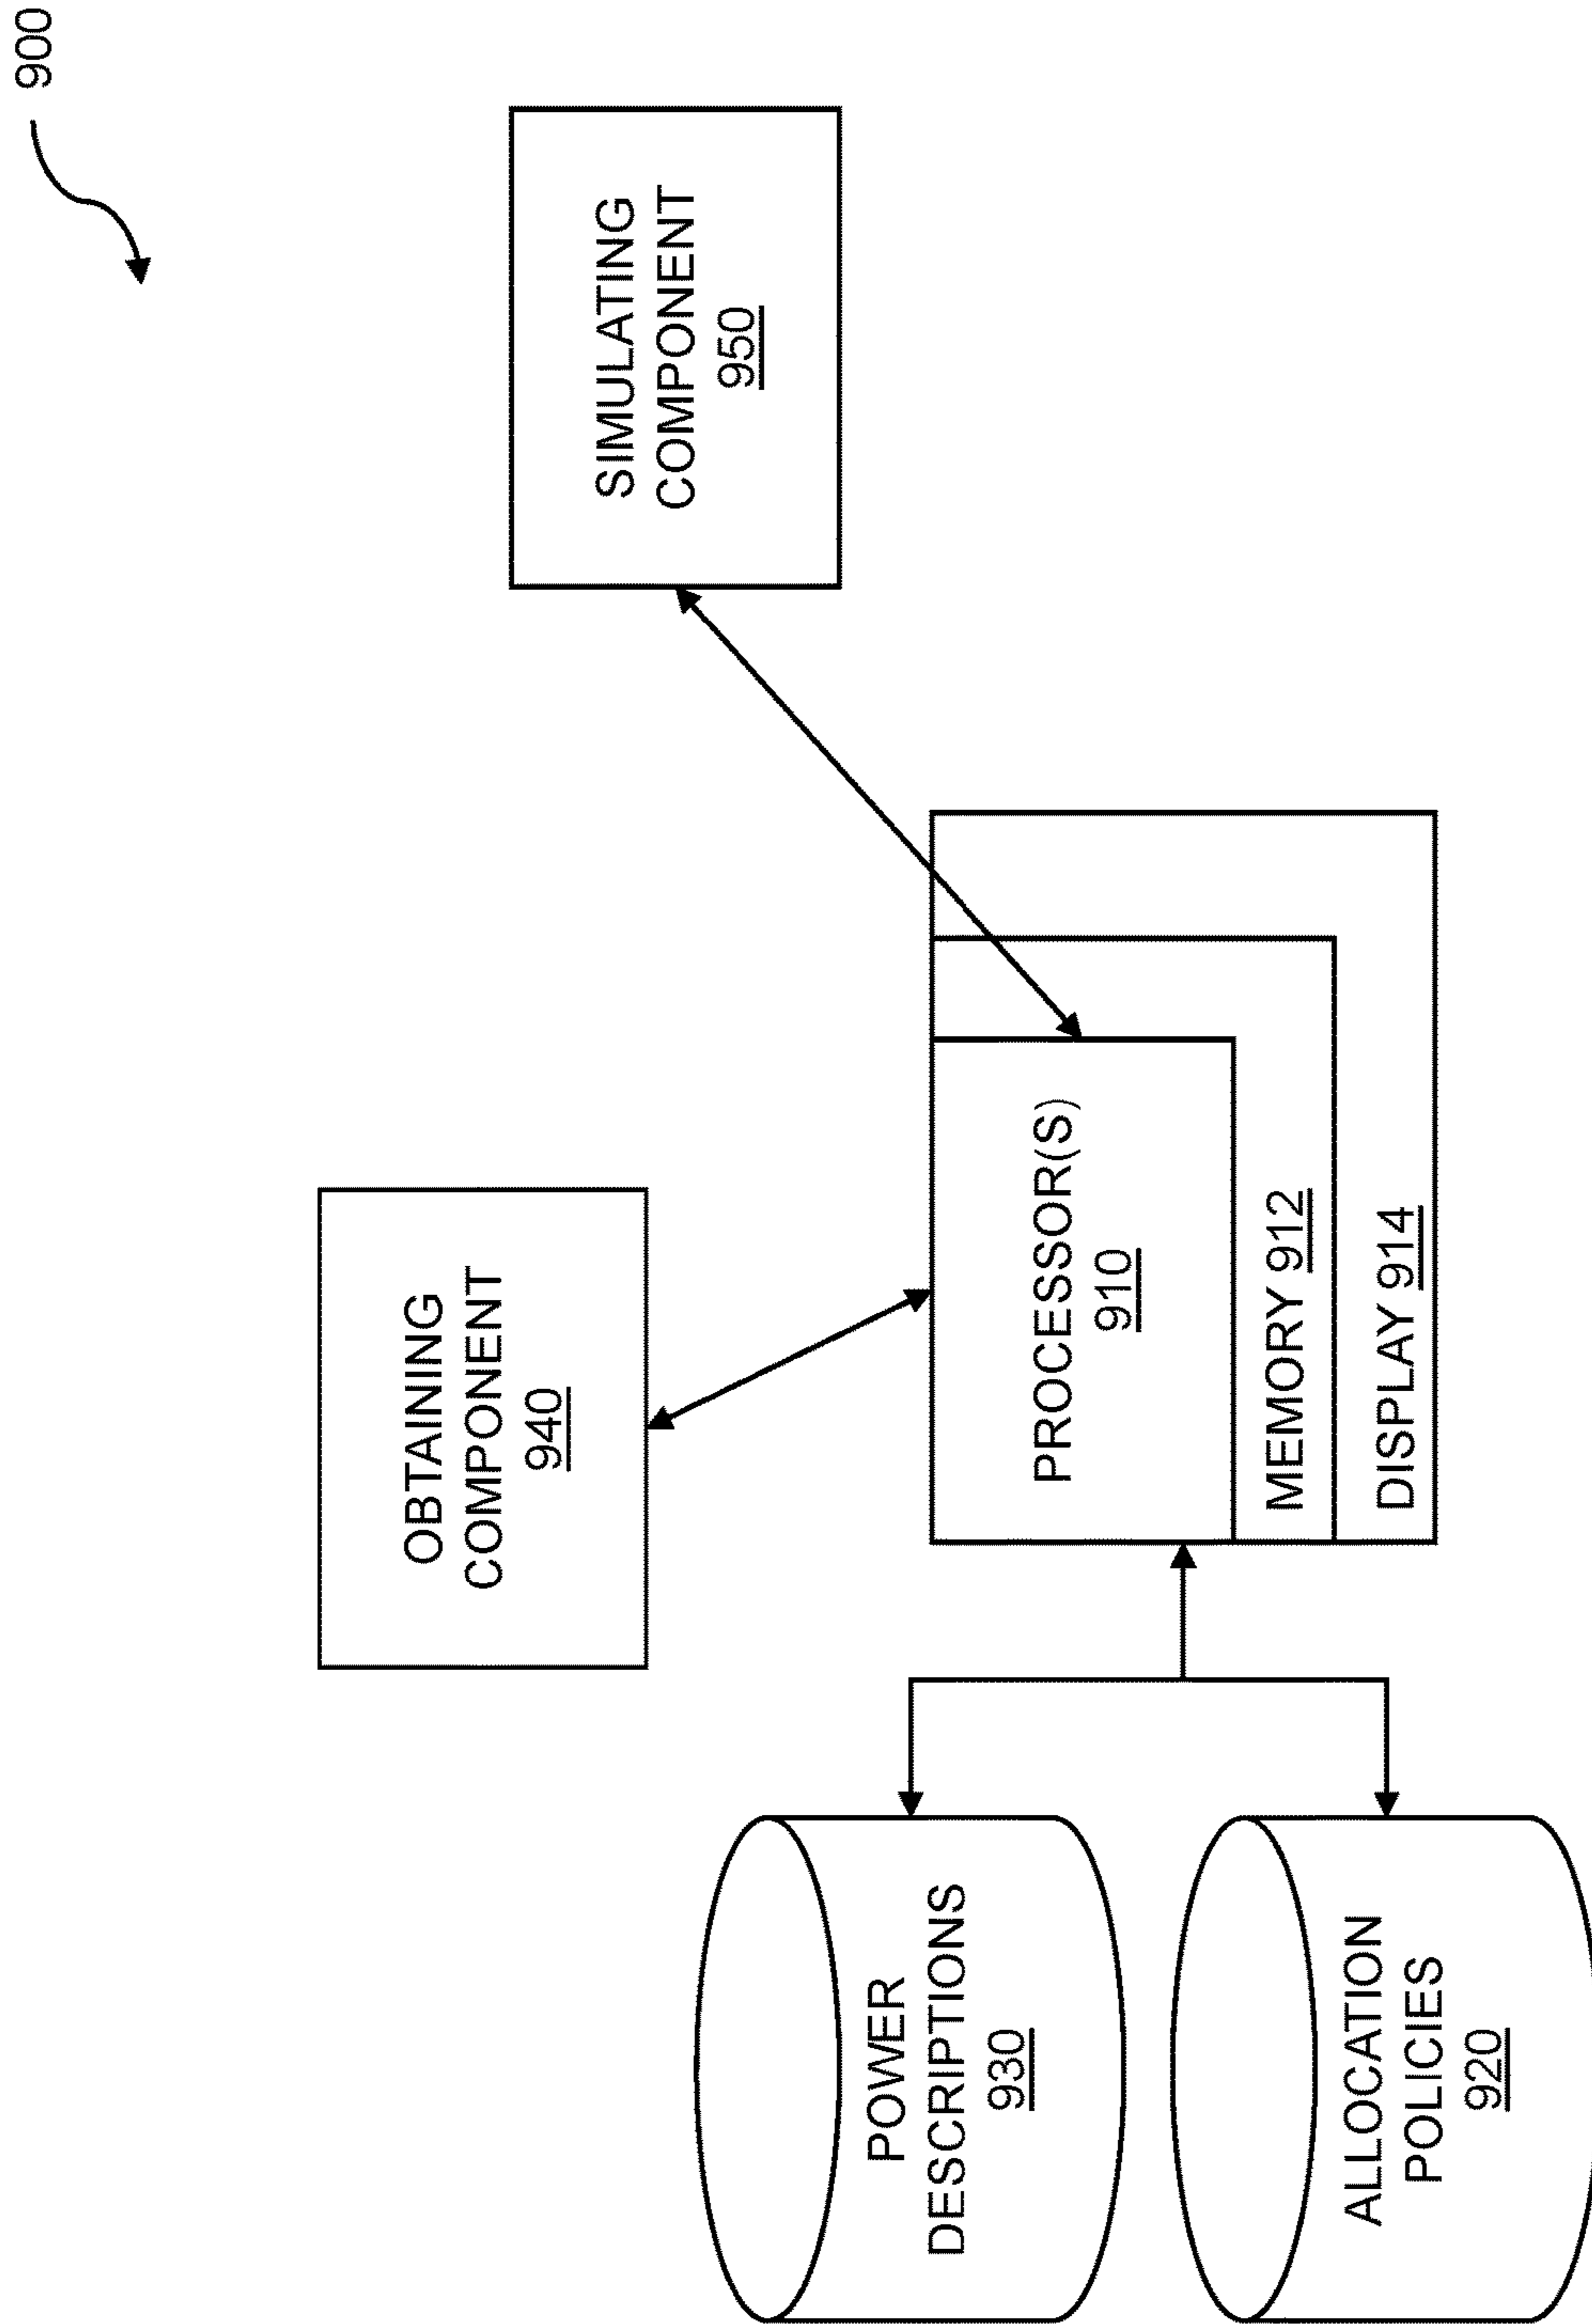 900
OBTAINING
COMPONENT
940
SIMULATING
COMPONENT
950
POWER
DESCRIPTIONS
930
PROCESSOR(S)
910
MEMORY 912
DISPLAY 914
ALLOCATION
POLICIES
920